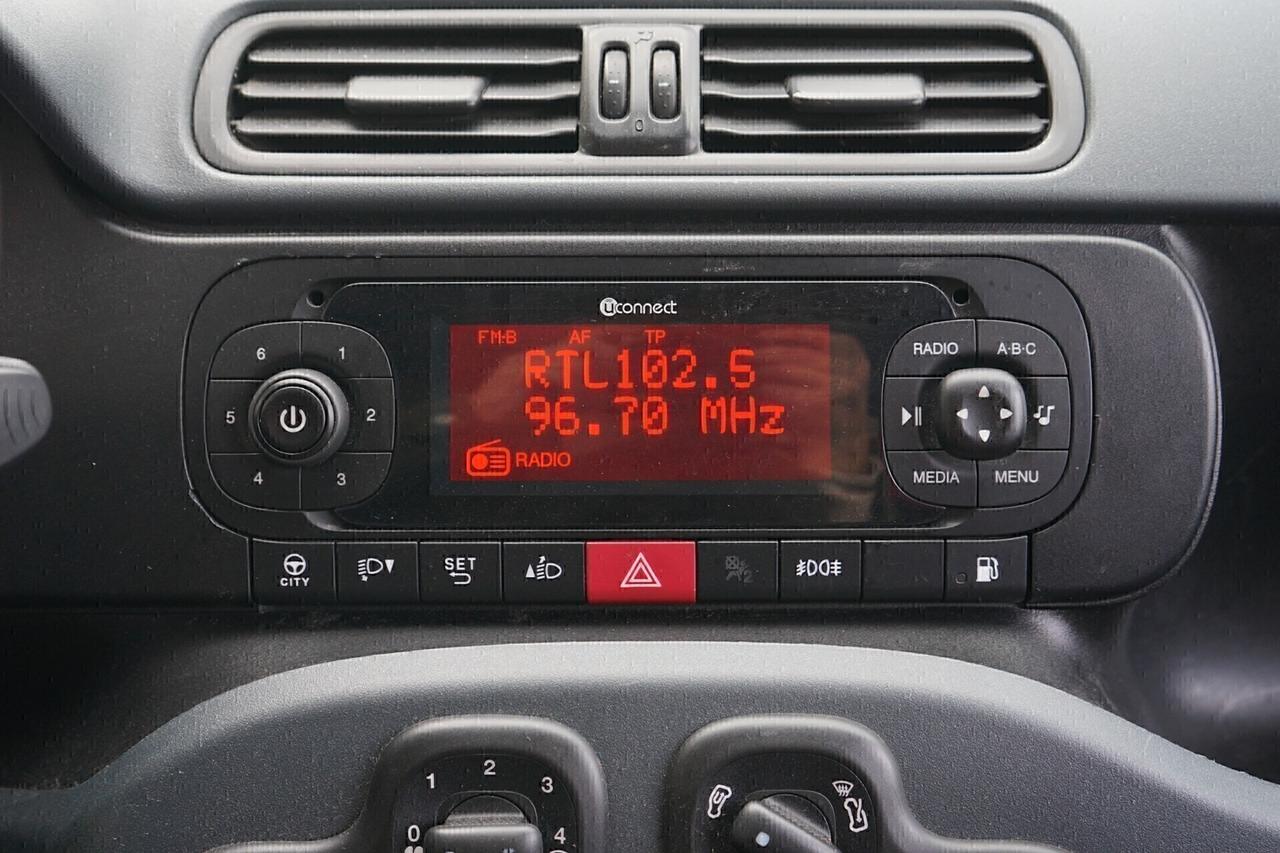 uconnect
FM-B AF TP
RTL102.5
96.70 MHz
RADIO
6 1
5 2
4 3
RADIO A·B·C
MEDIA MENU
CITY
SET
0
0 1 2 3 4